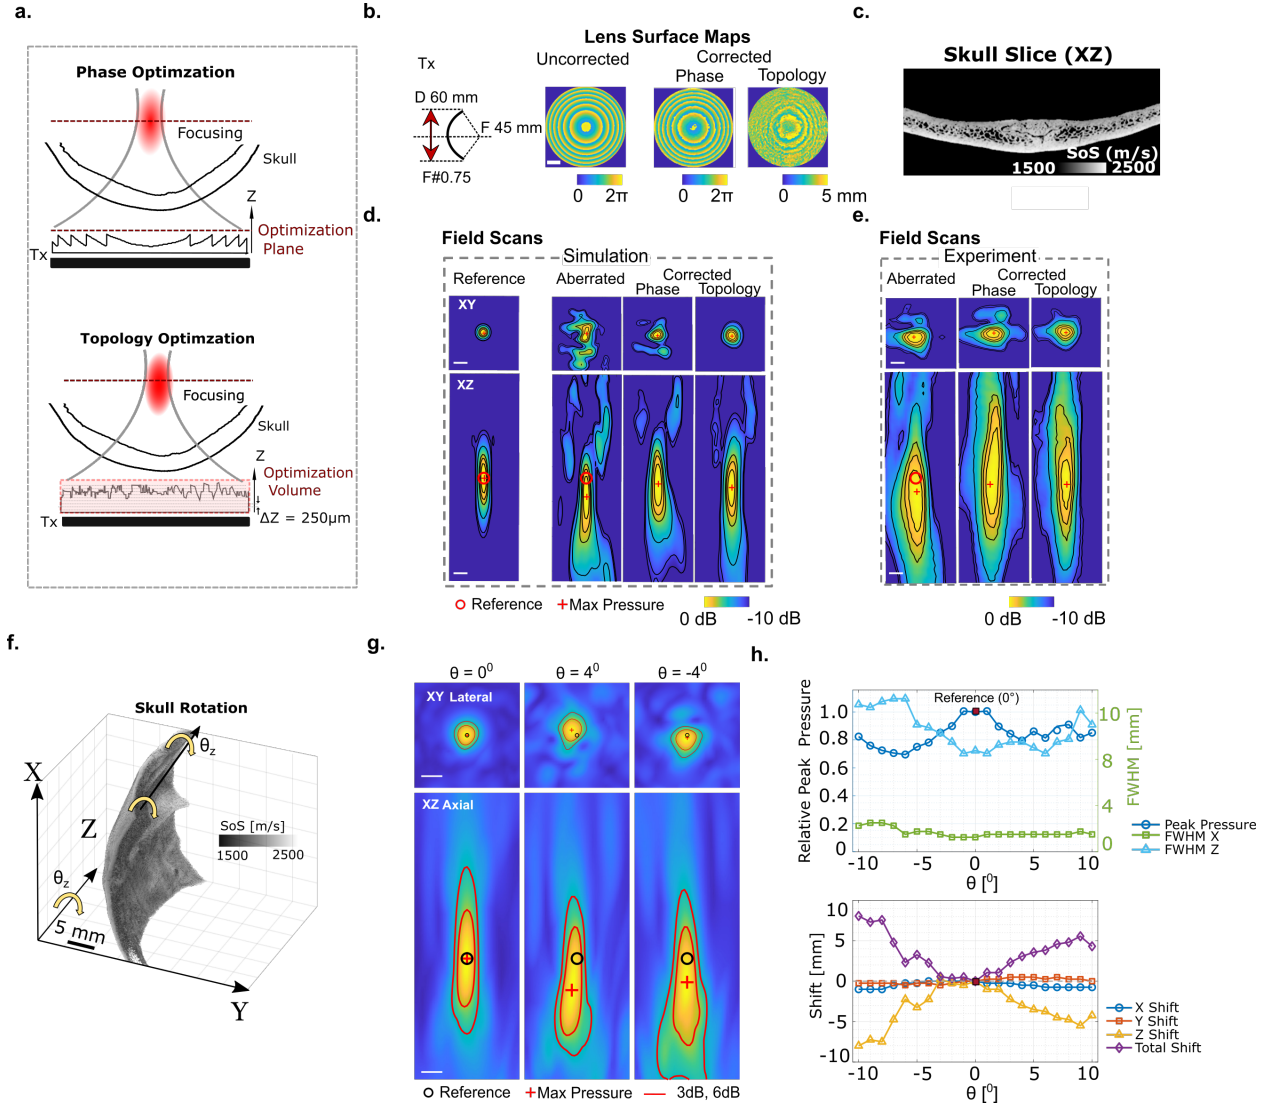 a.
Phase Optimzation
Focusing
Skull
Z
Optimization
Plane
Tx
Topology Optimzation
Focusing
Skull
Z
Optimization
Volume
Tx
ΔZ = 250μm
b.
Lens Surface Maps
Tx
Uncorrected
Corrected
Phase
Topology
D 60 mm
F 45 mm
F#0.75
0 2π
0 2π
0 5 mm
c.
Skull Slice (XZ)
SoS (m/s)
1500 2500
d.
Field Scans
Simulation
Reference
Aberrated
Corrected
Phase
Topology
XY
XZ
Reference
Max Pressure
0 dB -10 dB
e.
Field Scans
Experiment
Aberrated
Corrected
Phase
Topology
0 dB -10 dB
f.
Skull Rotation
θz
X
Z
SoS [m/s]
1500 2500
θz
5 mm
Y
g.
θ = 0⁰
θ = 4⁰
θ = -4⁰
XY Lateral
XZ Axial
Reference
Max Pressure
3dB, 6dB
h.
Reference (0°)
Relative Peak Pressure
1.0
0.8
0.6
0.4
0.2
0
FWHM [mm]
10
8
4
2
0
-10 -5 0 5 10
θ [⁰]
Peak Pressure
FWHM X
FWHM Z
Shift [mm]
10
5
0
-5
-10
-10 -5 0 5 10
θ [⁰]
X Shift
Y Shift
Z Shift
Total Shift